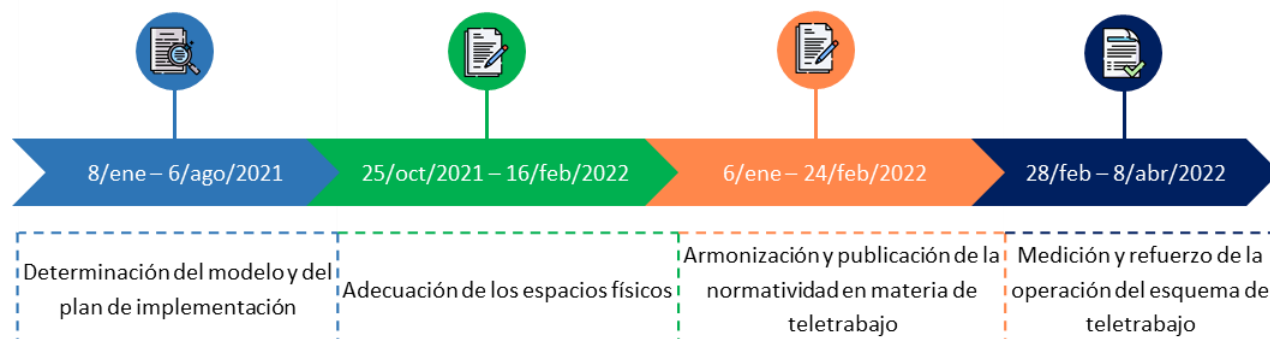 8/ene – 6/ago/2021
25/oct/2021 – 16/feb/2022
6/ene – 24/feb/2022
28/feb – 8/abr/2022
Determinación del modelo y del
plan de implementación
Adecuación de los espacios físicos
Armonización y publicación de la
normatividad en materia de
teletrabajo
Medición y refuerzo de la
operación del esquema de
teletrabajo